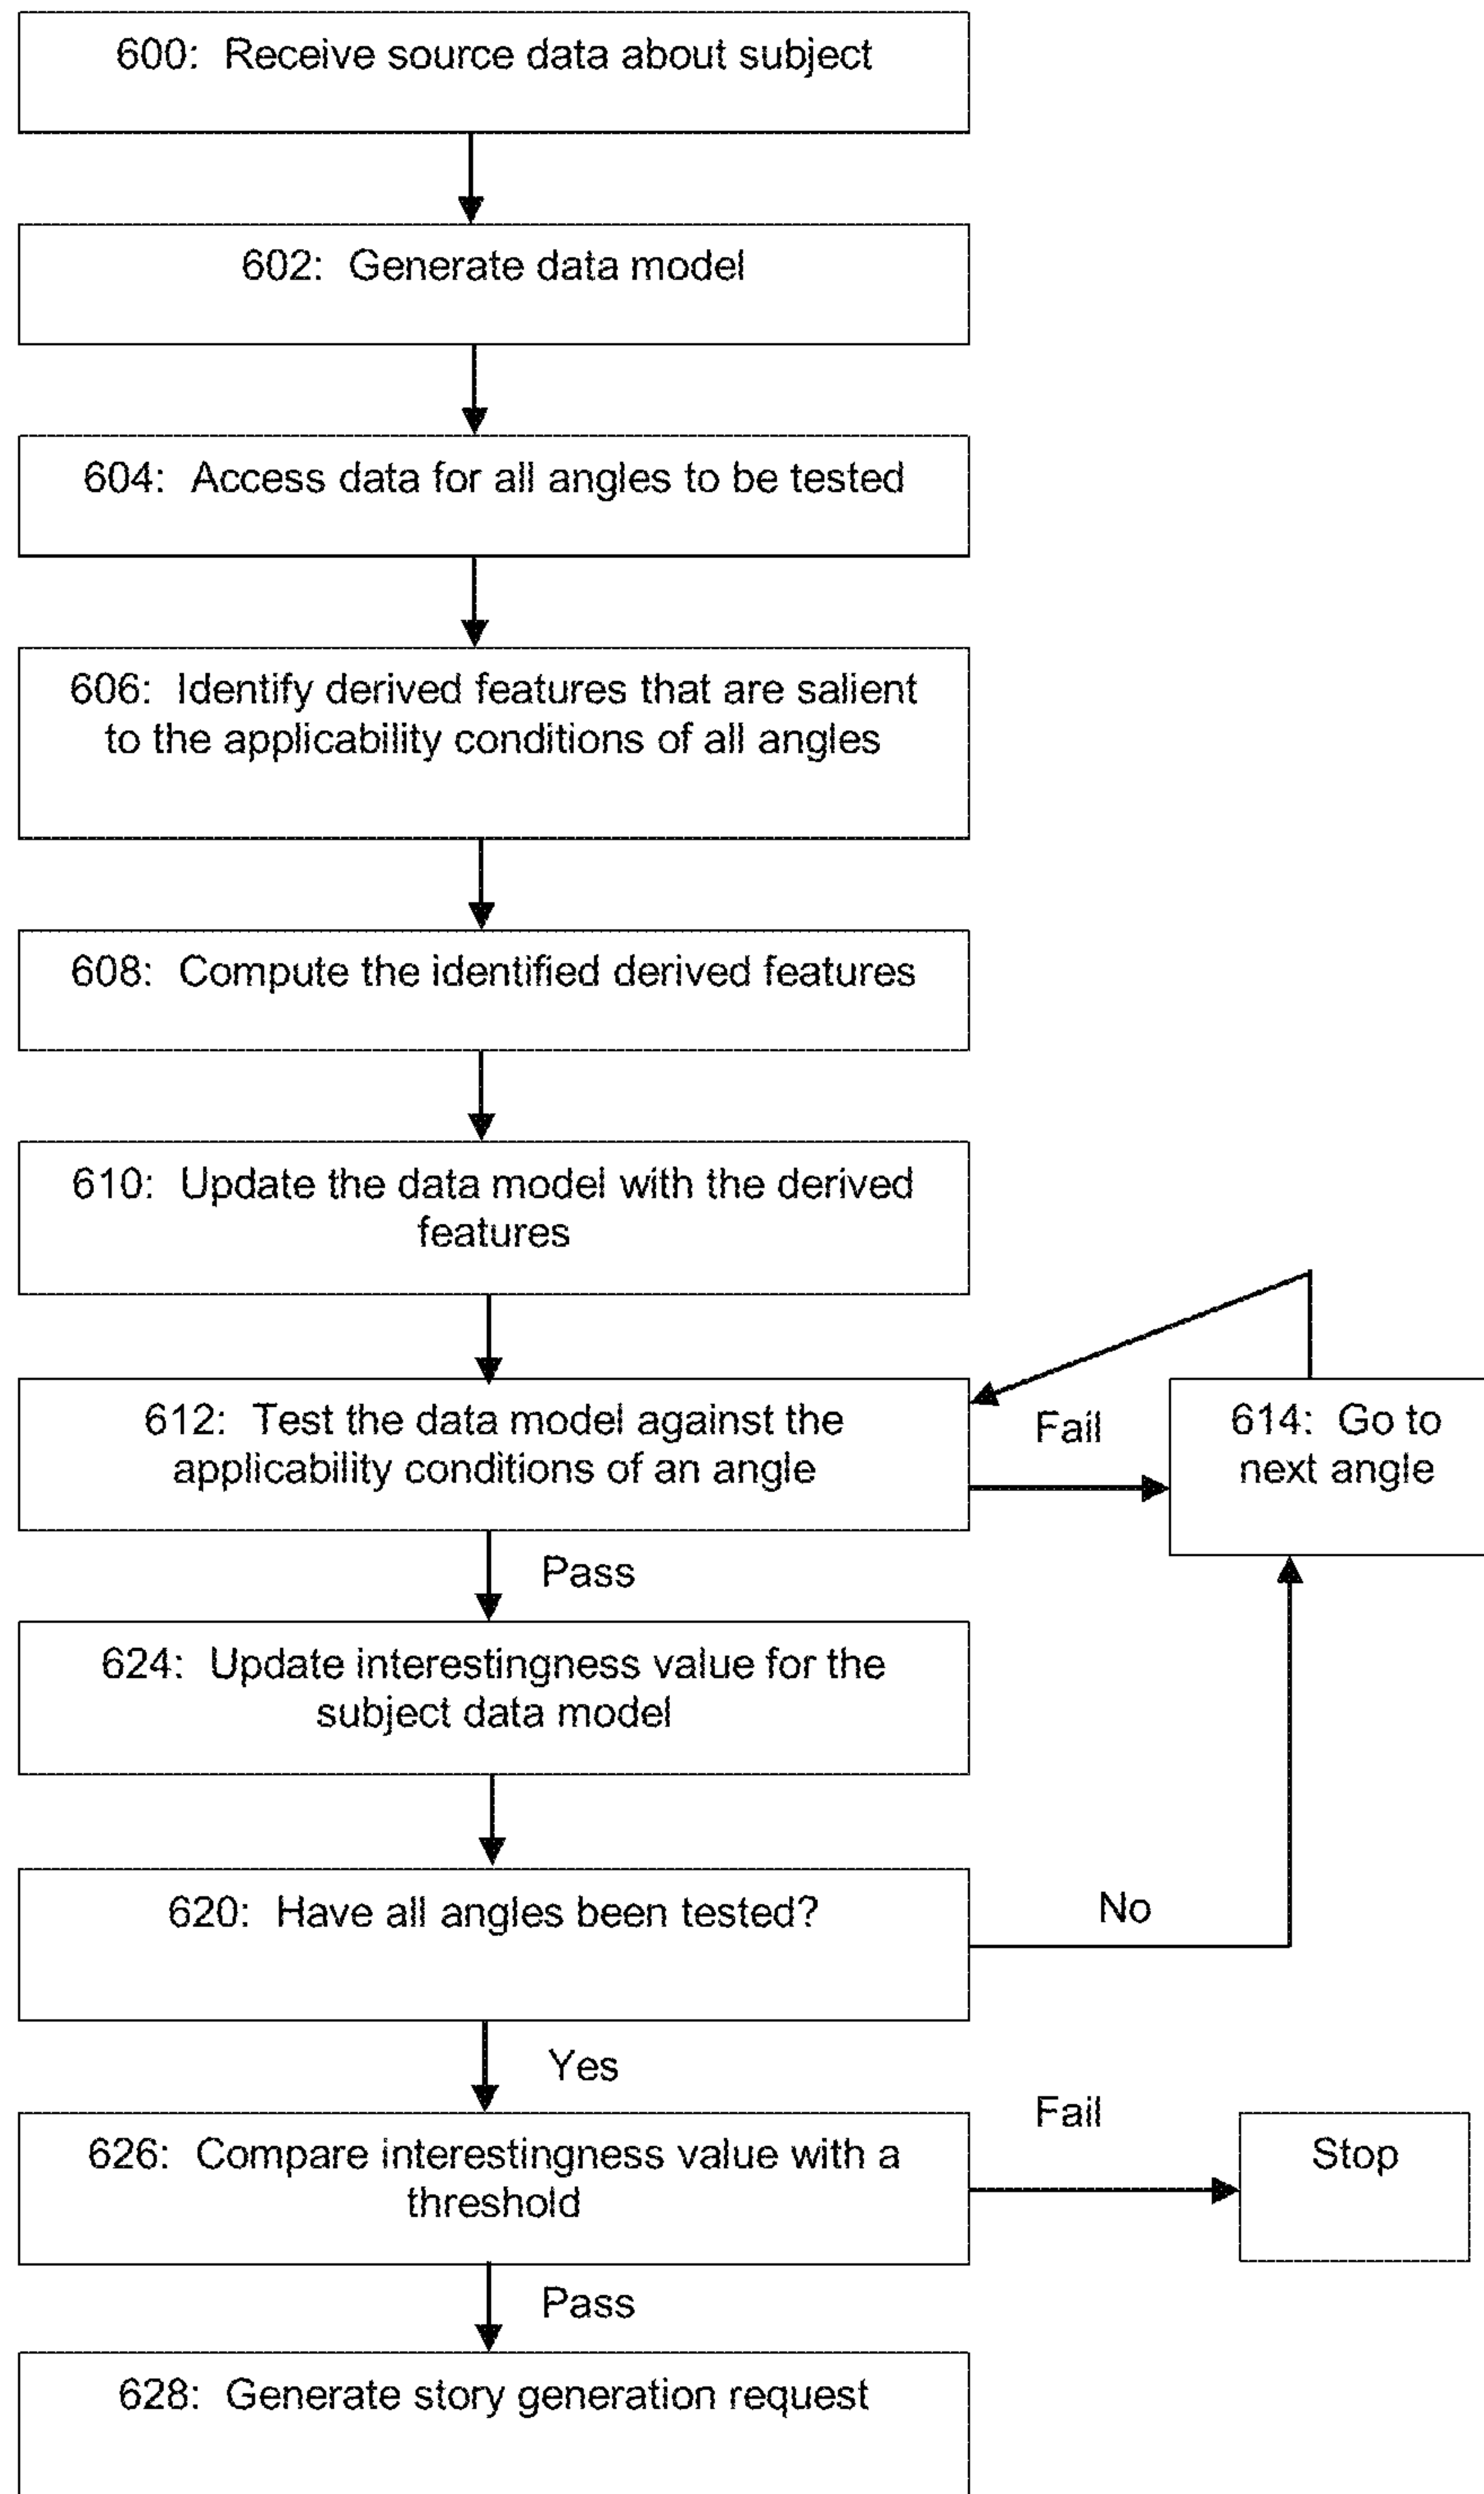 600: Receive source data about subject
602: Generate data model
604: Access data for all angles to be tested
606: Identify derived features that are salient
to the applicability conditions of all angles
608: Compute the identified derived features
610: Update the data model with the derived
features
612: Test the data model against the
applicability conditions of an angle
Fail
614: Go to
next angle
Pass
624: Update interestingness value for the
subject data model
620: Have all angles been tested?
No
Yes
626: Compare interestingness value with a
threshold
Fail
Stop
Pass
628: Generate story generation request